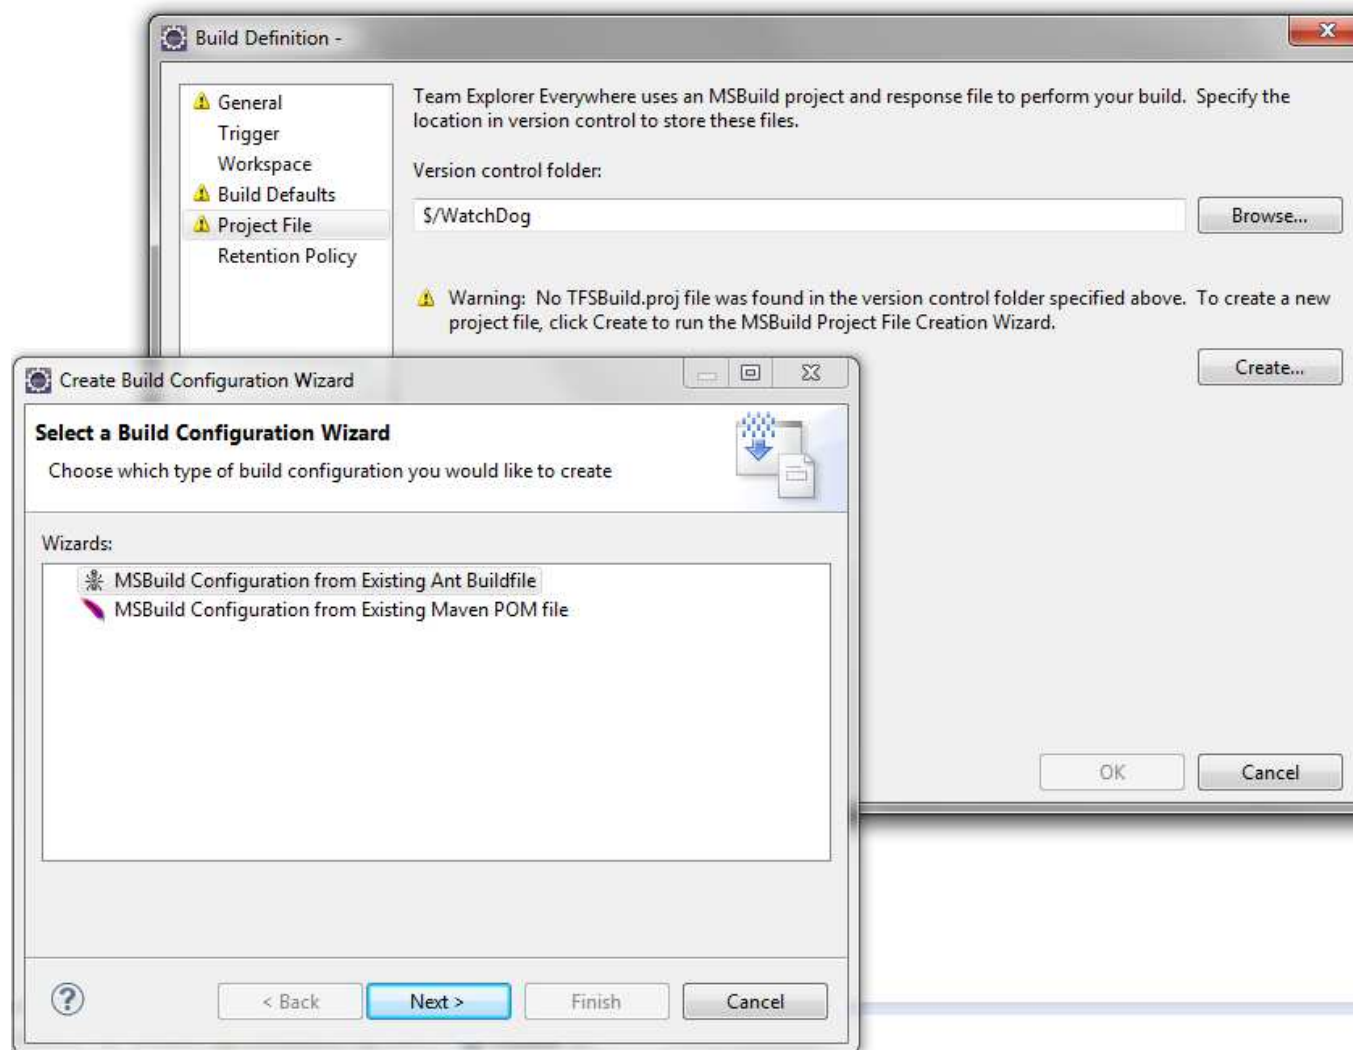 Build Definition -
General
Trigger
Workspace
Build Defaults
Project File
Retention Policy
Team Explorer Everywhere uses an MSBuild project and response file to perform your build.  Specify the
location in version control to store these files.
Version control folder:
$/WatchDog
Browse...
Warning:  No TFSBuild.proj file was found in the version control folder specified above.  To create a new
project file, click Create to run the MSBuild Project File Creation Wizard.
Create...
OK
Cancel
Create Build Configuration Wizard
Select a Build Configuration Wizard
Choose which type of build configuration you would like to create
Wizards:
MSBuild Configuration from Existing Ant Buildfile
MSBuild Configuration from Existing Maven POM file
< Back
Next >
Finish
Cancel